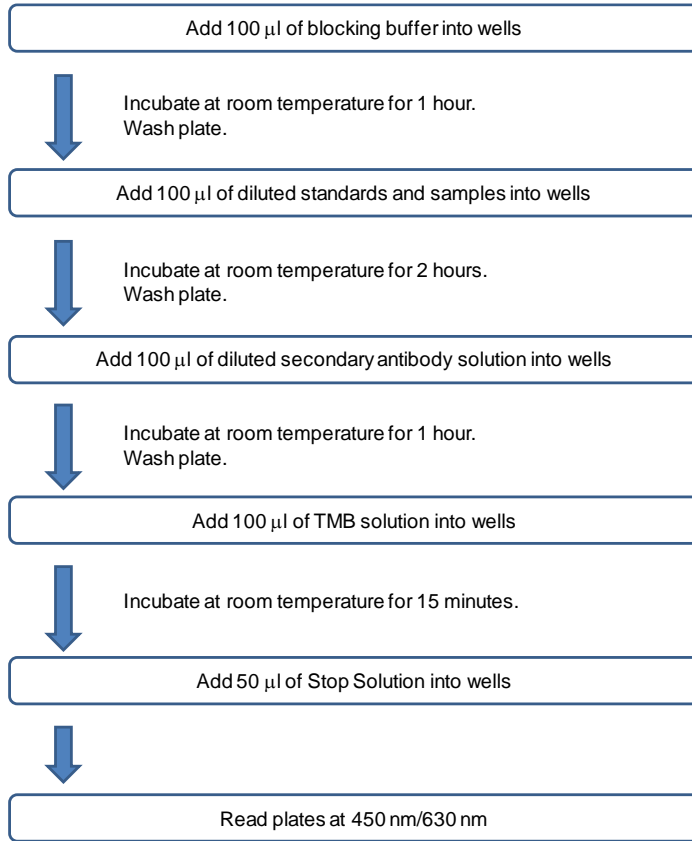 Add 100 μl of blocking buffer into wells
Incubate at room temperature for 1 hour.
Wash plate.
Add 100 μl of diluted standards and samples into wells
Incubate at room temperature for 2 hours.
Wash plate.
Add 100 μl of diluted secondary antibody solution into wells
Incubate at room temperature for 1 hour.
Wash plate.
Add 100 μl of TMB solution into wells
Incubate at room temperature for 15 minutes.
Add 50 μl of Stop Solution into wells
Read plates at 450 nm/630 nm